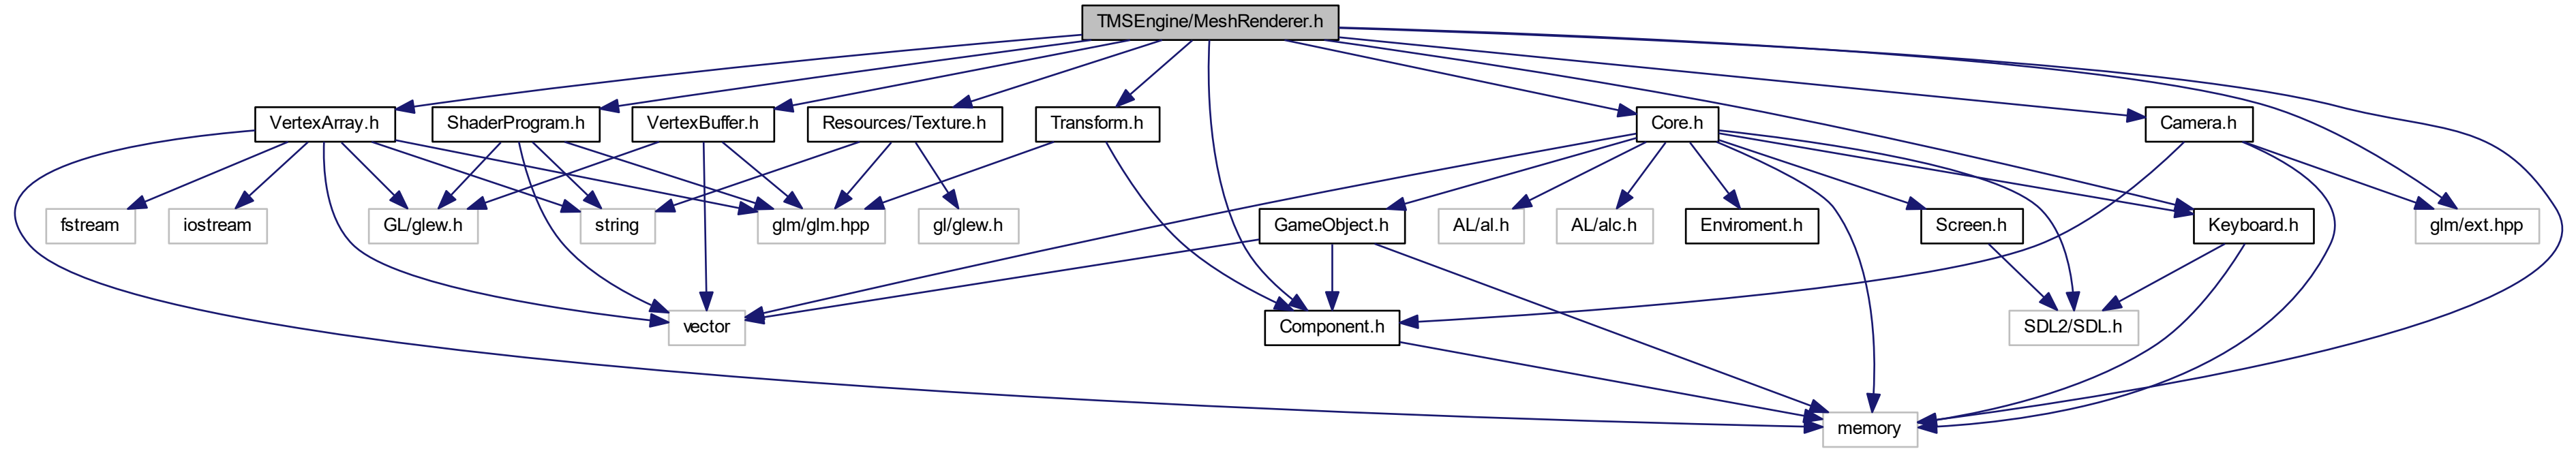 TMSEngine/MeshRenderer.h
VertexArray.h
ShaderProgram.h
VertexBuffer.h
Resources/Texture.h
Transform.h
Core.h
Camera.h
fstream
iostream
GL/glew.h
string
glm/glm.hpp
gl/glew.h
GameObject.h
AL/al.h
AL/alc.h
Enviroment.h
Screen.h
Keyboard.h
glm/ext.hpp
vector
Component.h
SDL2/SDL.h
memory